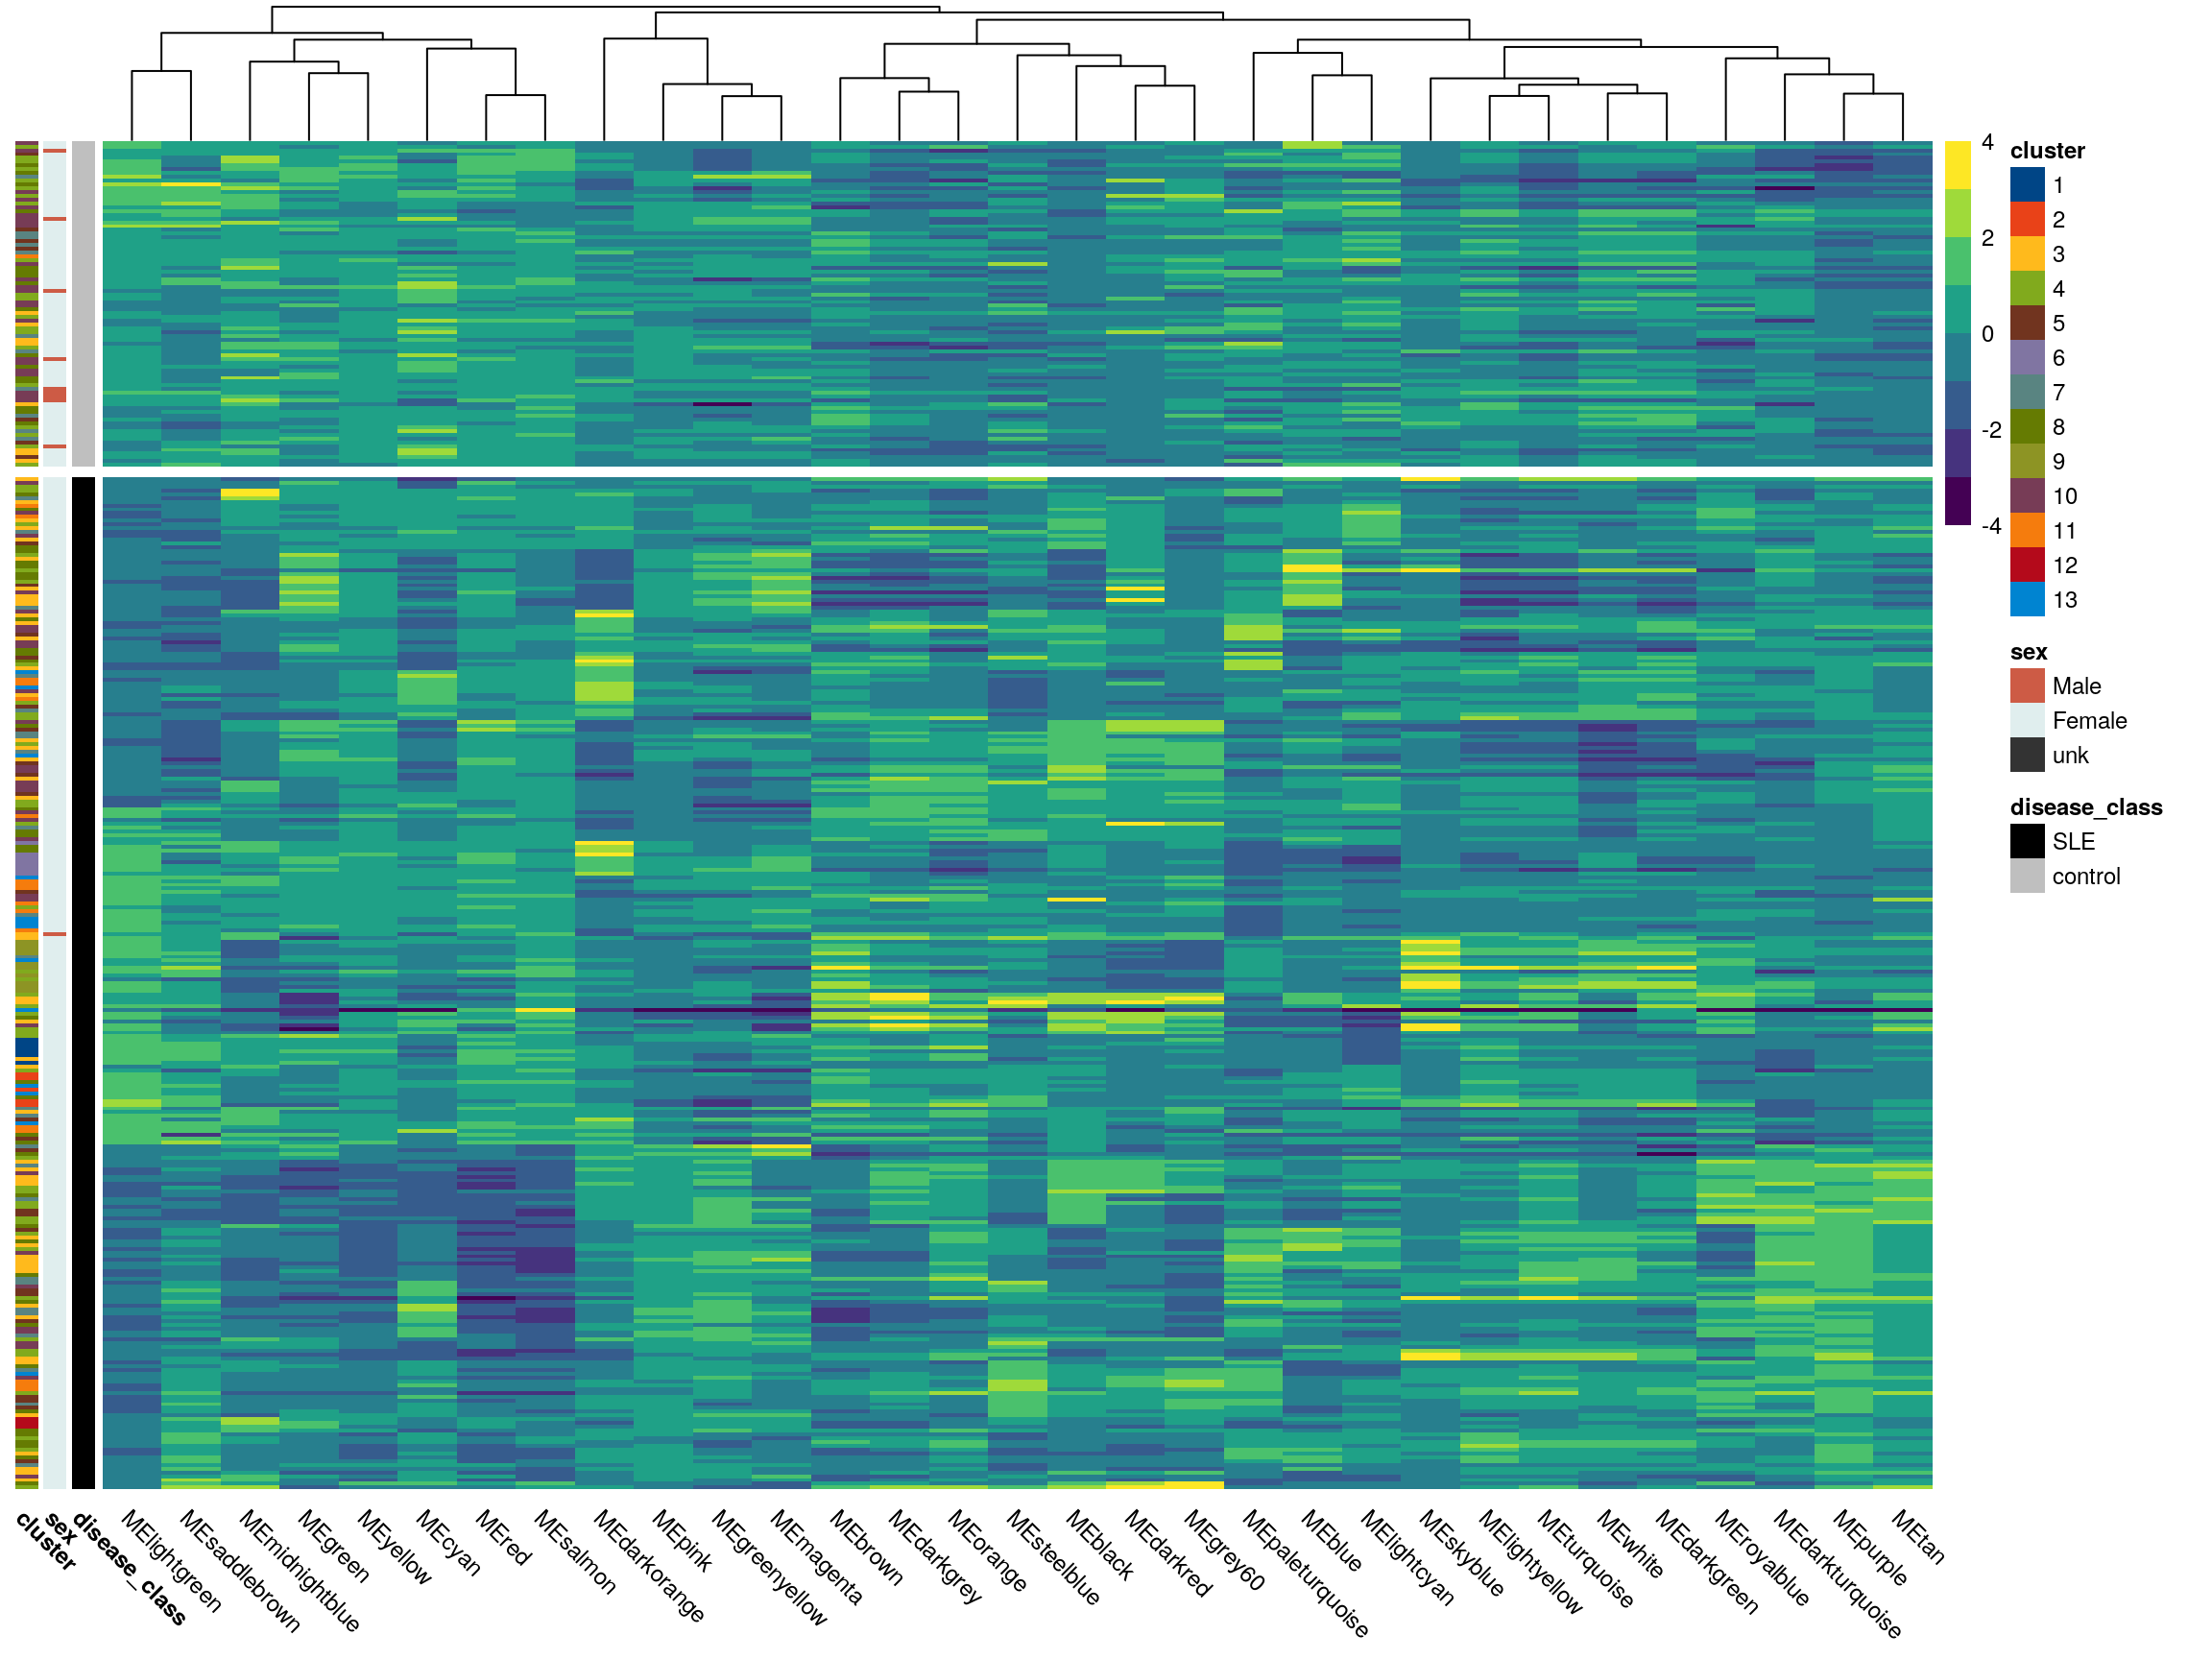 4
2
0
-2
-4
cluster
1
2
3
4
5
6
7
8
9
10
11
12
13
sex
Male
Female
unk
disease_class
SLE
control
cluster
sex
disease_class
MElightgreen
MEsaddlebrown
MEmidnightblue
MEgreen
MEyellow
MEcyan
MEred
MEsalmon
MEdarkorange
MEpink
MEgreenyellow
MEmagenta
MEbrown
MEdarkgrey
MEorange
MEsteelblue
MEblack
MEdarkred
MEgrey60
MEpaleturquoise
MEblue
MElightcyan
MEskyblue
MElightyellow
MEturquoise
MEwhite
MEdarkgreen
MEroyalblue
MEdarkturquoise
MEpurple
MEtan